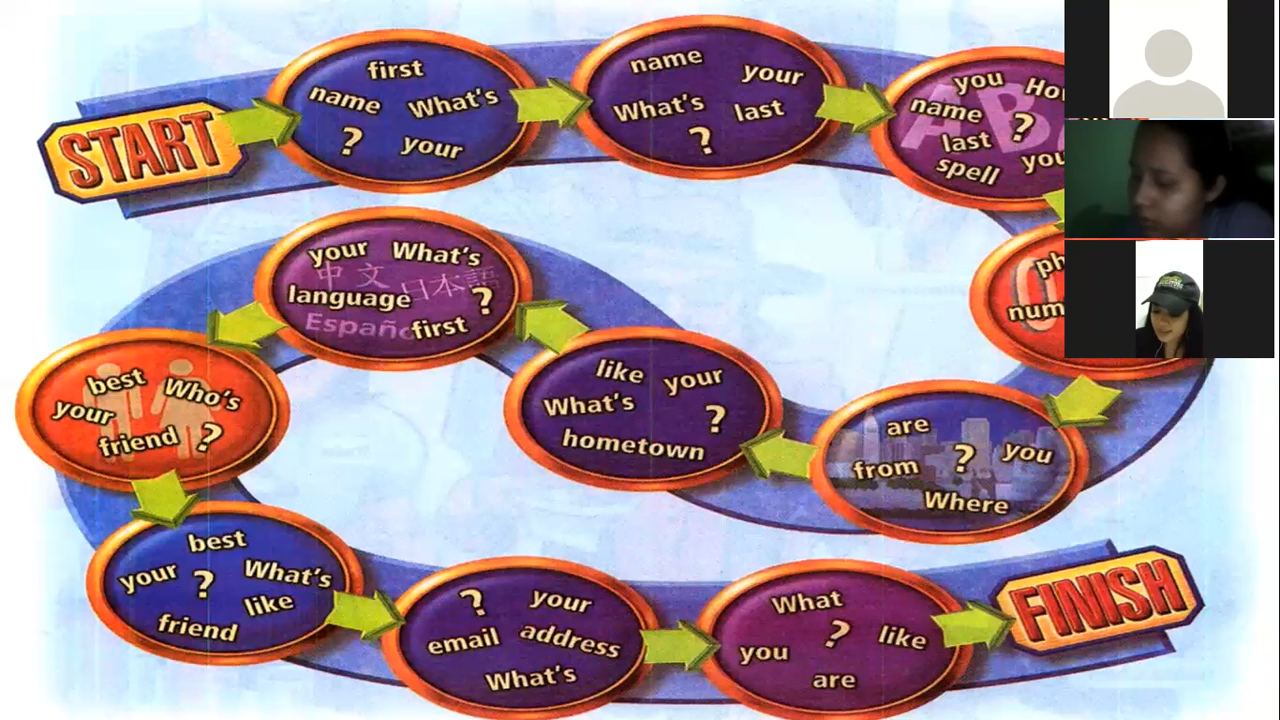 START
first
name What's
? your
name your
What's last
?
you
name ?
last
spell
are
from ? you
Where
like your
What's ?
hometown
your What's
中文 日本語
language ?
first
best Who's
your
friend ?
best
your ? What's
like
friend
? your
email address
What's
What
? like
you
are
FINISH